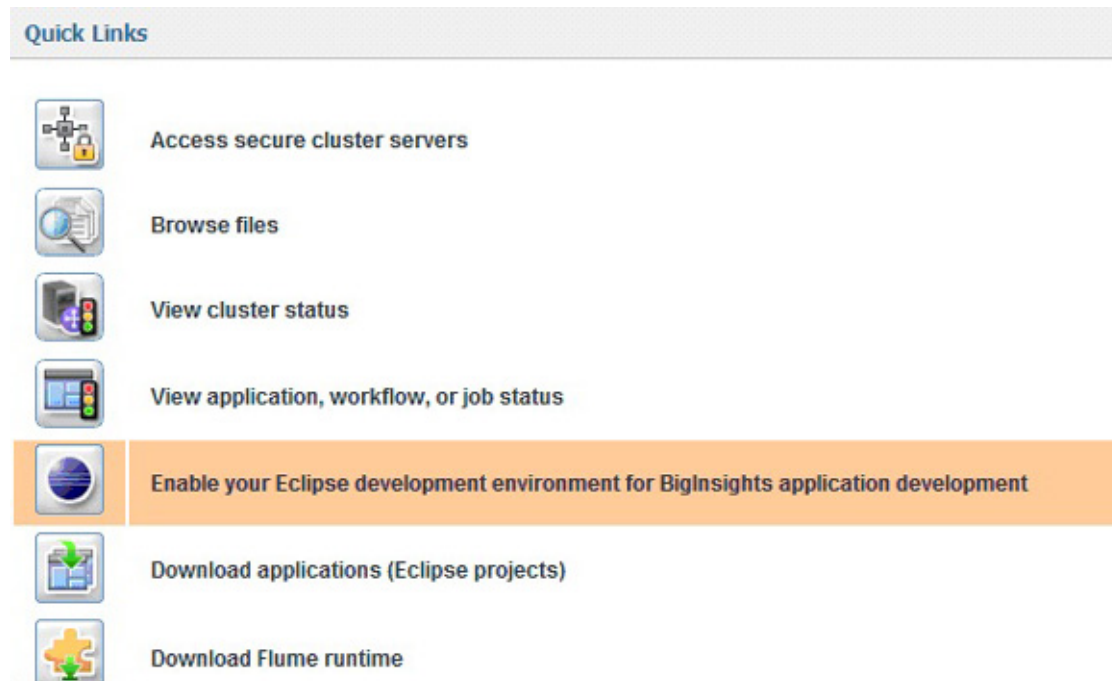 Quick Links
Access secure cluster servers
Browse files
View cluster status
View application, workflow, or job status
Enable your Eclipse development environment for BigInsights application development
Download applications (Eclipse projects)
Download Flume runtime